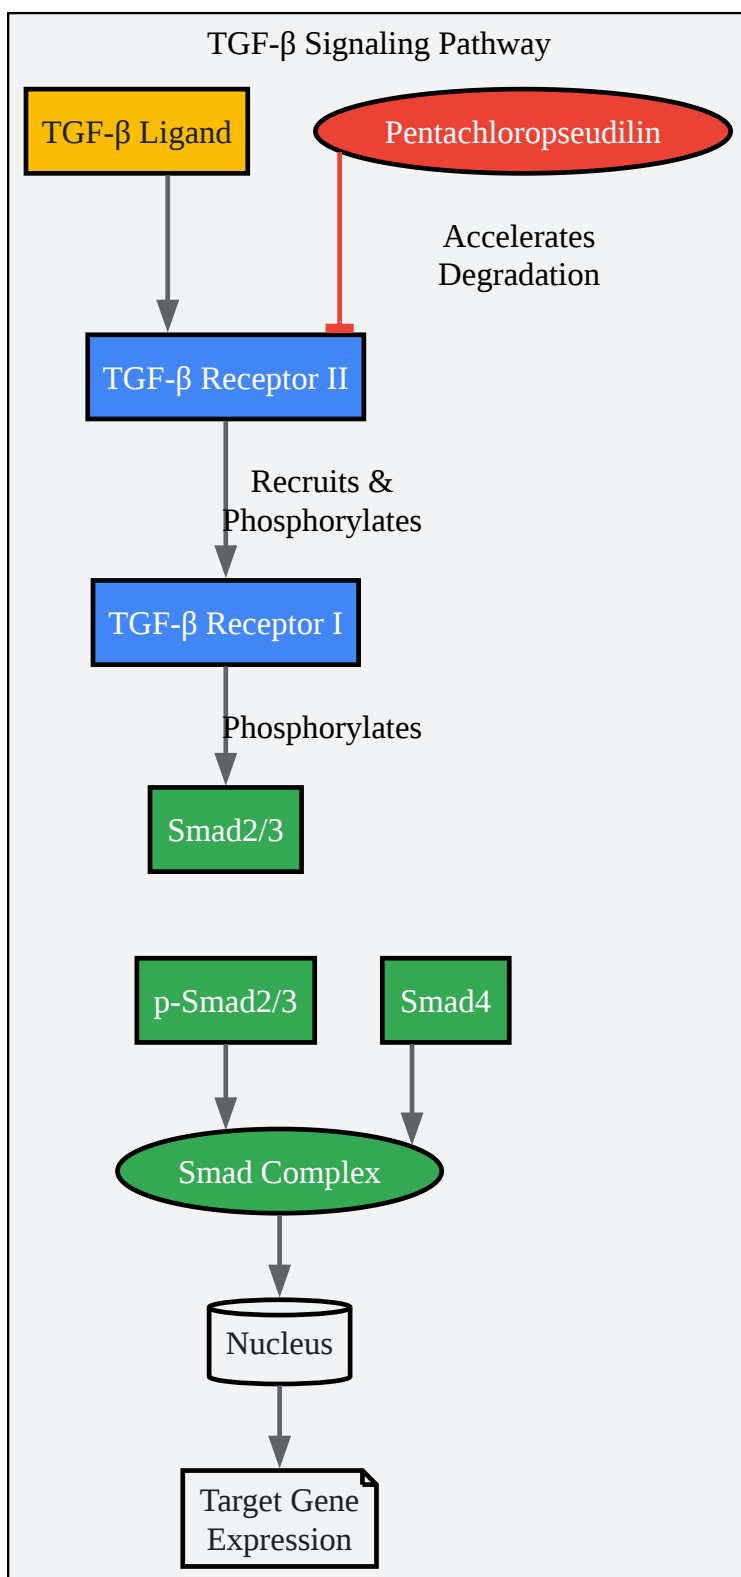 TGF-β Signaling Pathway
TGF-β Ligand
Pentachloropseudilin
Accelerates
Degradation
TGF-β Receptor II
Recruits &
Phosphorylates
TGF-β Receptor I
Phosphorylates
Smad2/3
p-Smad2/3
Smad4
Smad Complex
Nucleus
Target Gene
Expression